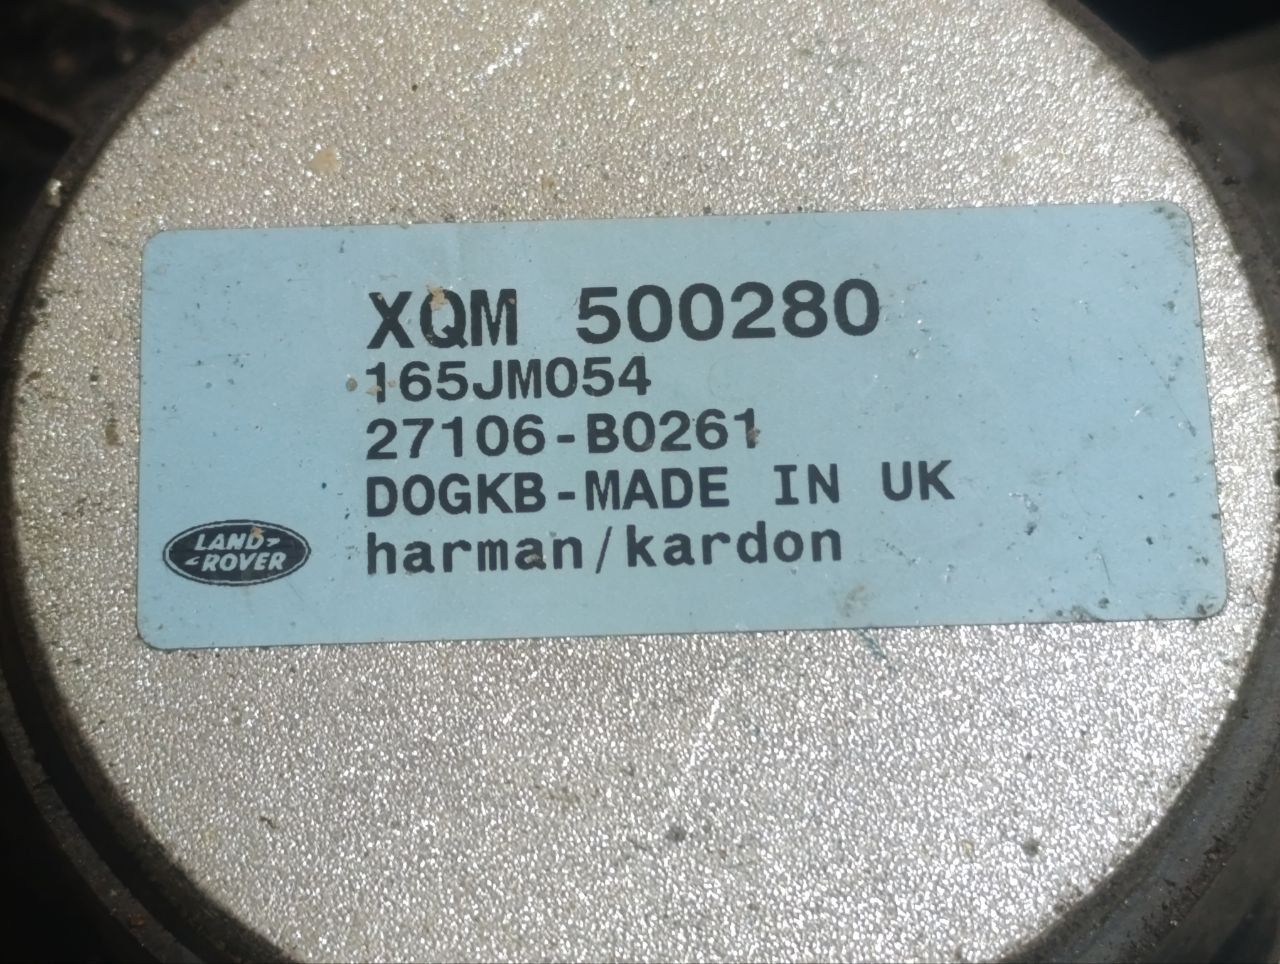 XQM 500280
165JM054
27106-B0261
DOGKB-MADE IN UK
harman/kardon
LAND-
-ROVER